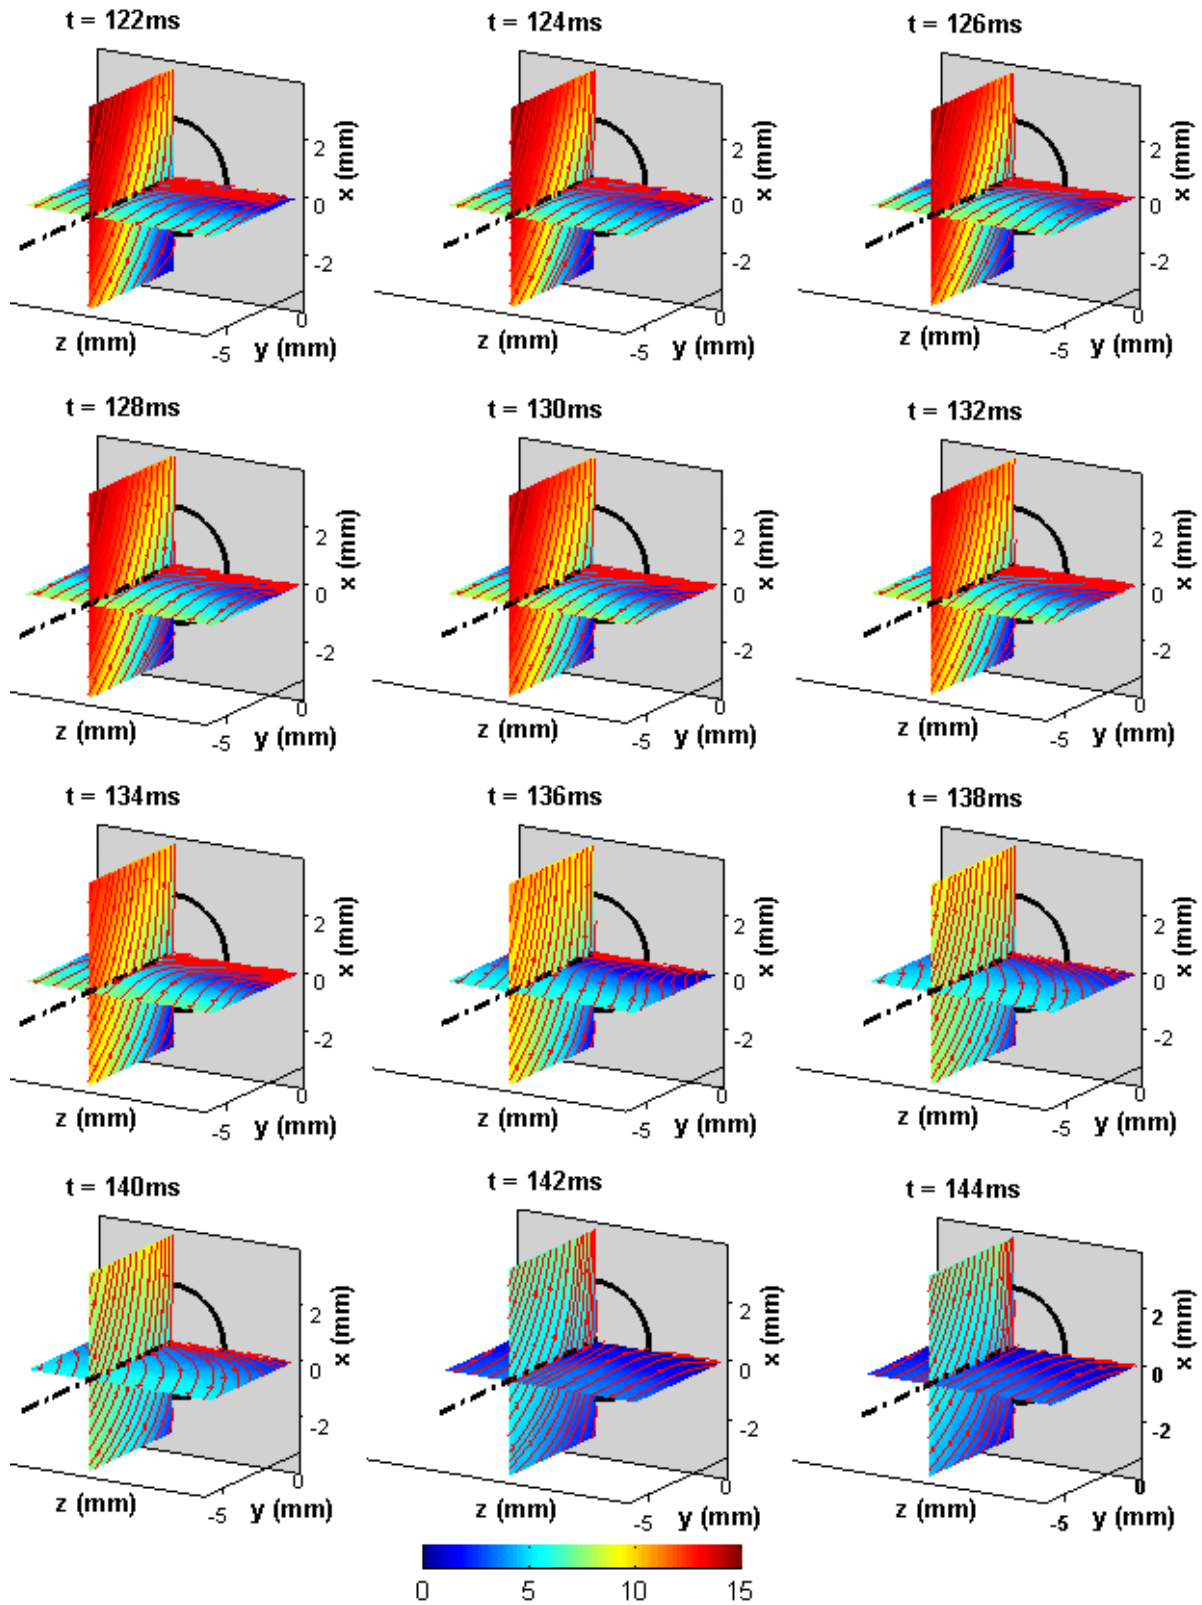 t = 122ms t = 124ms t = 126ms
2 2 2
x (mm) x (mm) x (mm)
0 0 0
-2 -2 -2
0 0 0
z (mm) -5 y (mm) z (mm) -5 y (mm) z (mm) -5 y (mm)
t = 128ms t = 130ms t = 132ms
2 2 2
x (mm) x (mm) x (mm)
0 0 0
-2 -2 -2
0 0 0
z (mm) -5 y (mm) z (mm) -5 y (mm) z (mm) -5 y (mm)
t = 134ms t = 136ms t = 138ms
2 2 2
x (mm) x (mm) x (mm)
0 0 0
-2 -2 -2
0 0 0
z (mm) -5 y (mm) z (mm) -5 y (mm) z (mm) -5 y (mm)
t = 140ms t = 142ms t = 144ms
2 2 2
x (mm) x (mm) x (mm)
0 0 0
-2 -2 -2
0 0 0
z (mm) -5 y (mm) z (mm) -5 y (mm) z (mm) -5 y (mm)
0 5 10 15